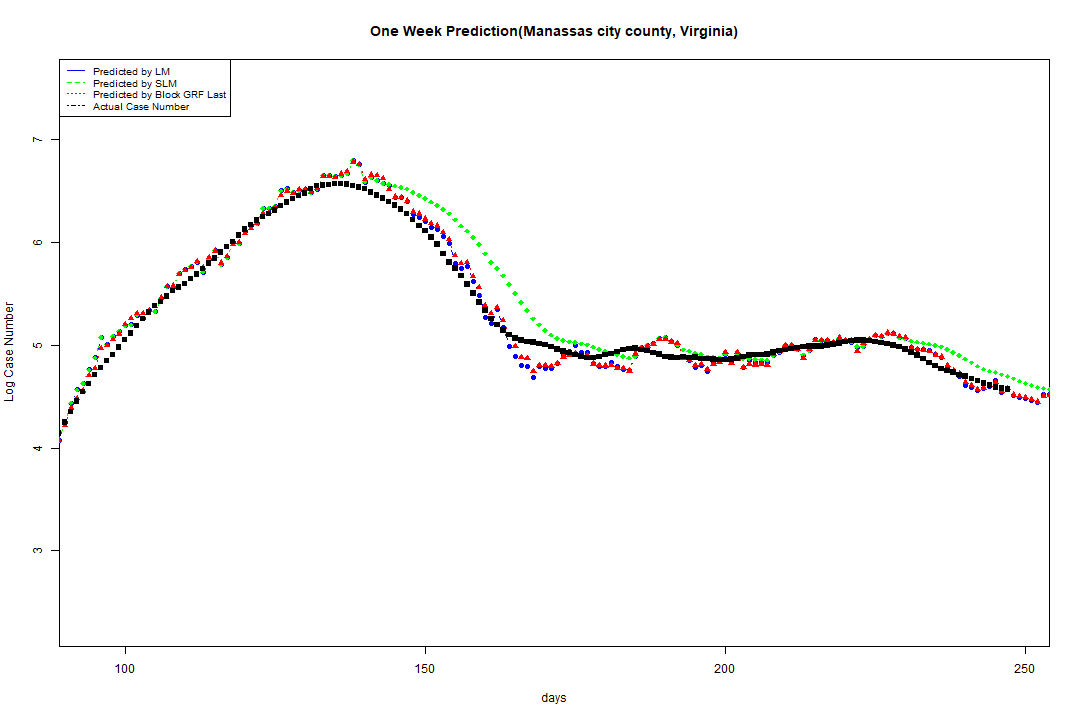 One Week Prediction(Manassas city county, Virginia)
Predicted by LM
Predicted by SLM
Predicted by Block GRF Last
Actual Case Number
7
6
5
4
3
Log Case Number
100
150
200
250
days